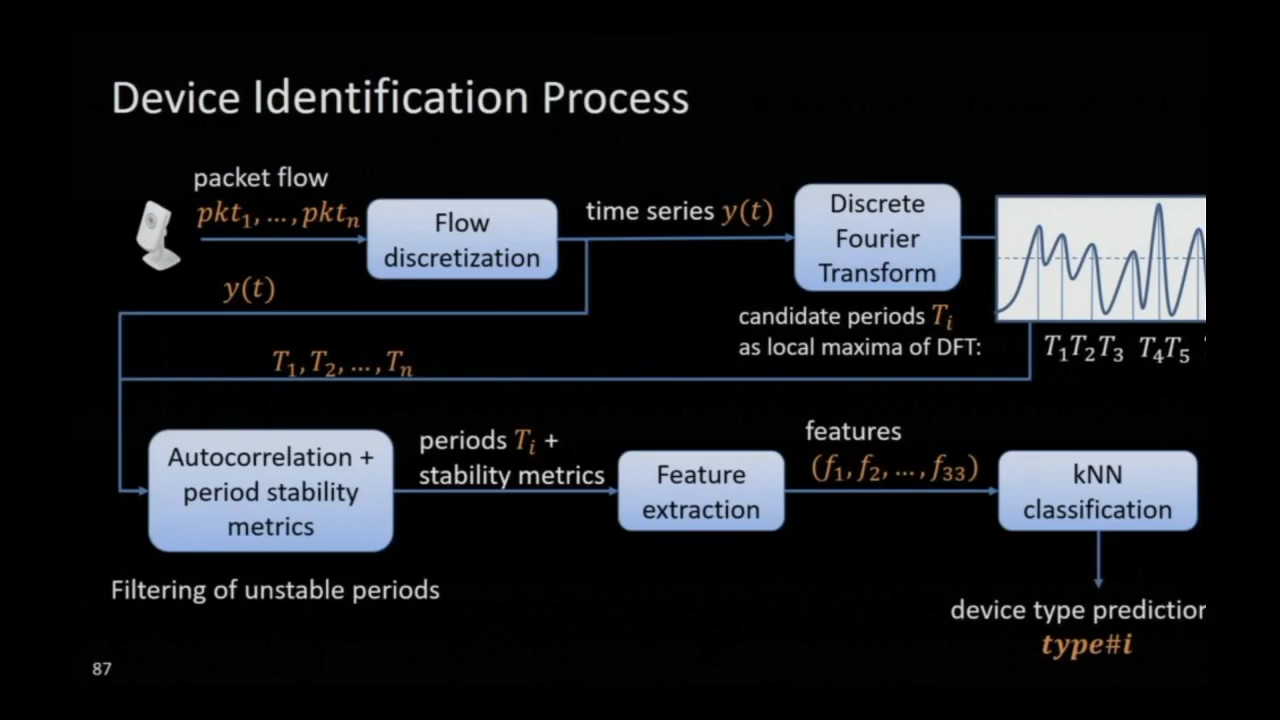 Device Identification Process
packet flow
pkt₁, …, pktₙ
Flow
discretization
time series y(t)
Discrete
Fourier
Transform
y(t)
candidate periods Tᵢ
as local maxima of DFT:
T₁T₂T₃ T₄T₅
T₁, T₂, …, Tₙ
Autocorrelation +
period stability
metrics
periods Tᵢ +
stability metrics
Feature
extraction
features
(f₁, f₂, …, f₃₃)
kNN
classification
Filtering of unstable periods
device type prediction
type#i
87